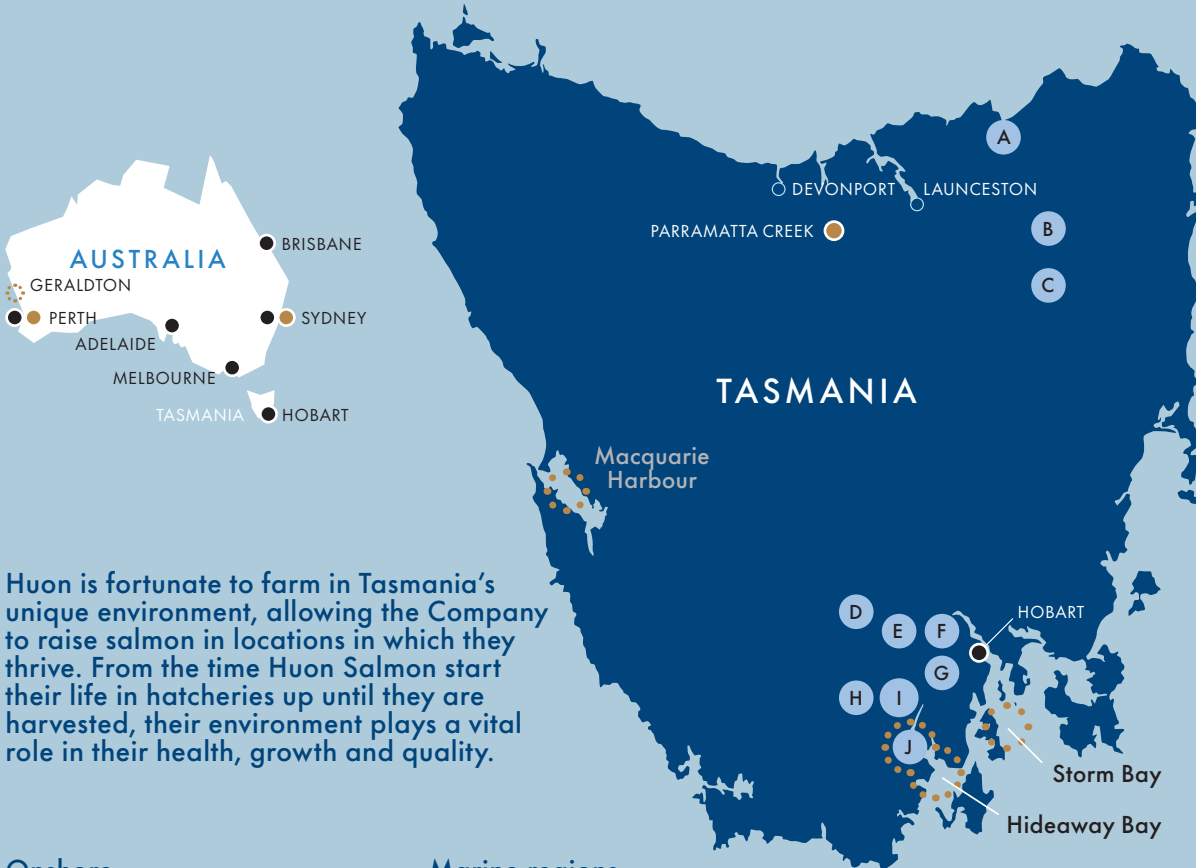 A
DEVONPORT
LAUNCESTON
PARRAMATTA CREEK
B
C
BRISBANE
AUSTRALIA
GERALDTON
PERTH
SYDNEY
ADELAIDE
MELBOURNE
TASMANIA
HOBART
TASMANIA
Macquarie
Harbour
Huon is fortunate to farm in Tasmania's
unique environment, allowing the Company
to raise salmon in locations in which they
thrive. From the time Huon Salmon start
their life in hatcheries up until they are
harvested, their environment plays a vital
role in their health, growth and quality.
D
E
F
HOBART
G
H
I
J
Storm Bay
Hideaway Bay
Onshore
Marine regions